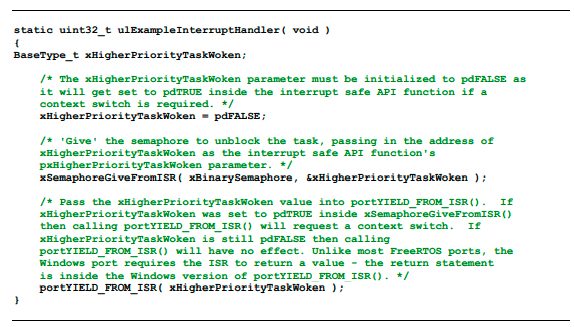 static uint32_t ulExampleInterruptHandler( void )
{
BaseType_t xHigherPriorityTaskWoken;
/* The xHigherPriorityTaskWoken parameter must be initialized to pdFALSE as
it will get set to pdTRUE inside the interrupt safe API function if a
context switch is required. */
xHigherPriorityTaskWoken = pdFALSE;
/* 'Give' the semaphore to unblock the task, passing in the address of
xHigherPriorityTaskWoken as the interrupt safe API function's
pxHigherPriorityTaskWoken parameter. */
xSemaphoreGiveFromISR( xBinarySemaphore, &xHigherPriorityTaskWoken );
/* Pass the xHigherPriorityTaskWoken value into portYIELD_FROM_ISR(). If
xHigherPriorityTaskWoken was set to pdTRUE inside xSemaphoreGiveFromISR()
then calling portYIELD_FROM_ISR() will request a context switch. If
xHigherPriorityTaskWoken is still pdFALSE then calling
portYIELD_FROM_ISR() will have no effect. Unlike most FreeRTOS ports, the
Windows port requires the ISR to return a value - the return statement
is inside the Windows version of portYIELD_FROM_ISR(). */
portYIELD_FROM_ISR( xHigherPriorityTaskWoken );
}